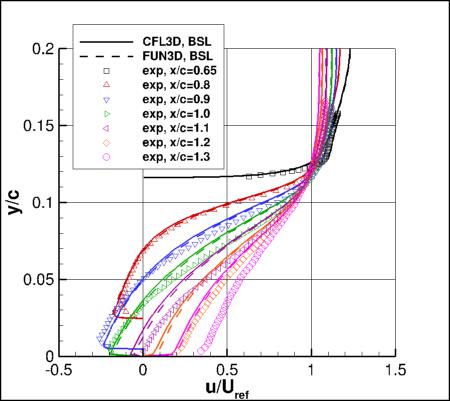 CFL3D, BSL
FUN3D, BSL
exp, x/c=0.65
exp, x/c=0.8
exp, x/c=0.9
exp, x/c=1.0
exp, x/c=1.1
exp, x/c=1.2
exp, x/c=1.3
0.2
0.15
0.1
0.05
0
y/c
-0.5
0
0.5
1
1.5
u/Uref